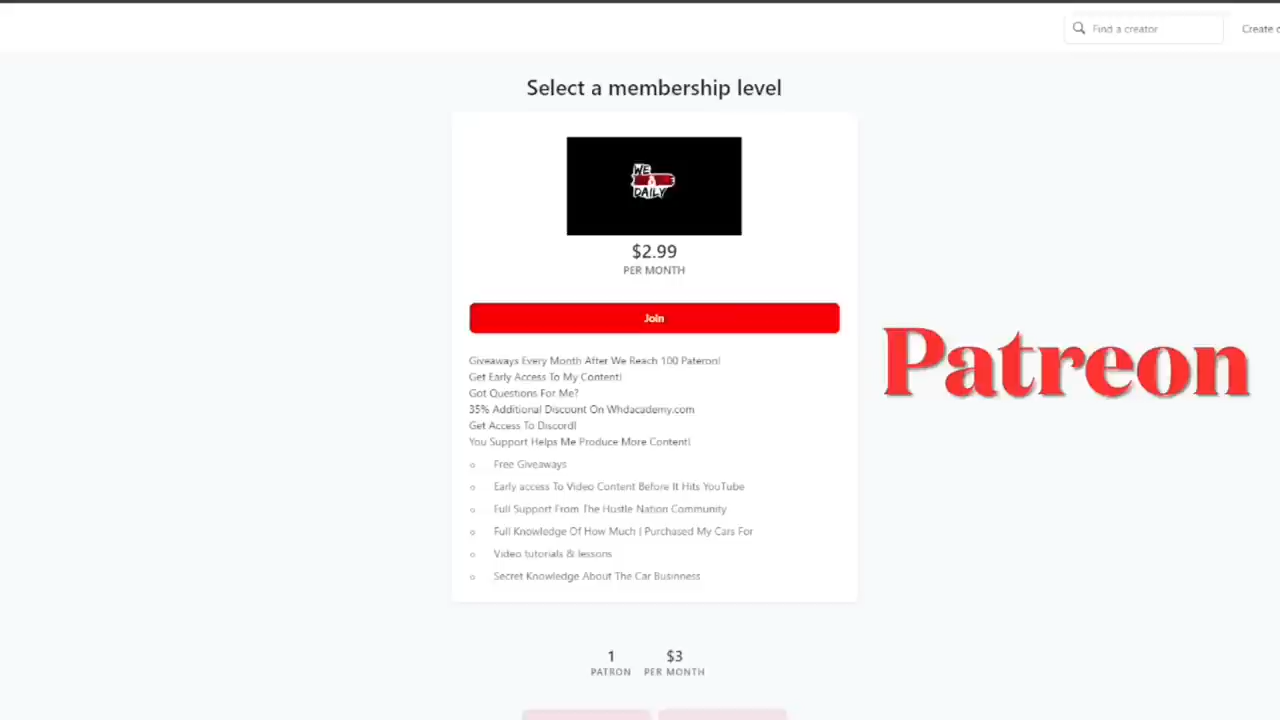 Find a creator
Create
Select a membership level
WE
DAILY
$2.99
PER MONTH
Join
Giveaways Every Month After We Reach 100 Pateron!
Get Early Access To My Content!
Got Questions For Me?
35% Additional Discount On Whdacademy.com
Get Access To Discord!
You Support Helps Me Produce More Content!
Free Giveaways
Early access To Video Content Before It Hits YouTube
Full Support From The Hustle Nation Community
Full Knowledge Of How Much I Purchased My Cars For
Video tutorials & lessons
Secret Knowledge About The Car Businness
Patreon
1 $3
PATRON PER MONTH